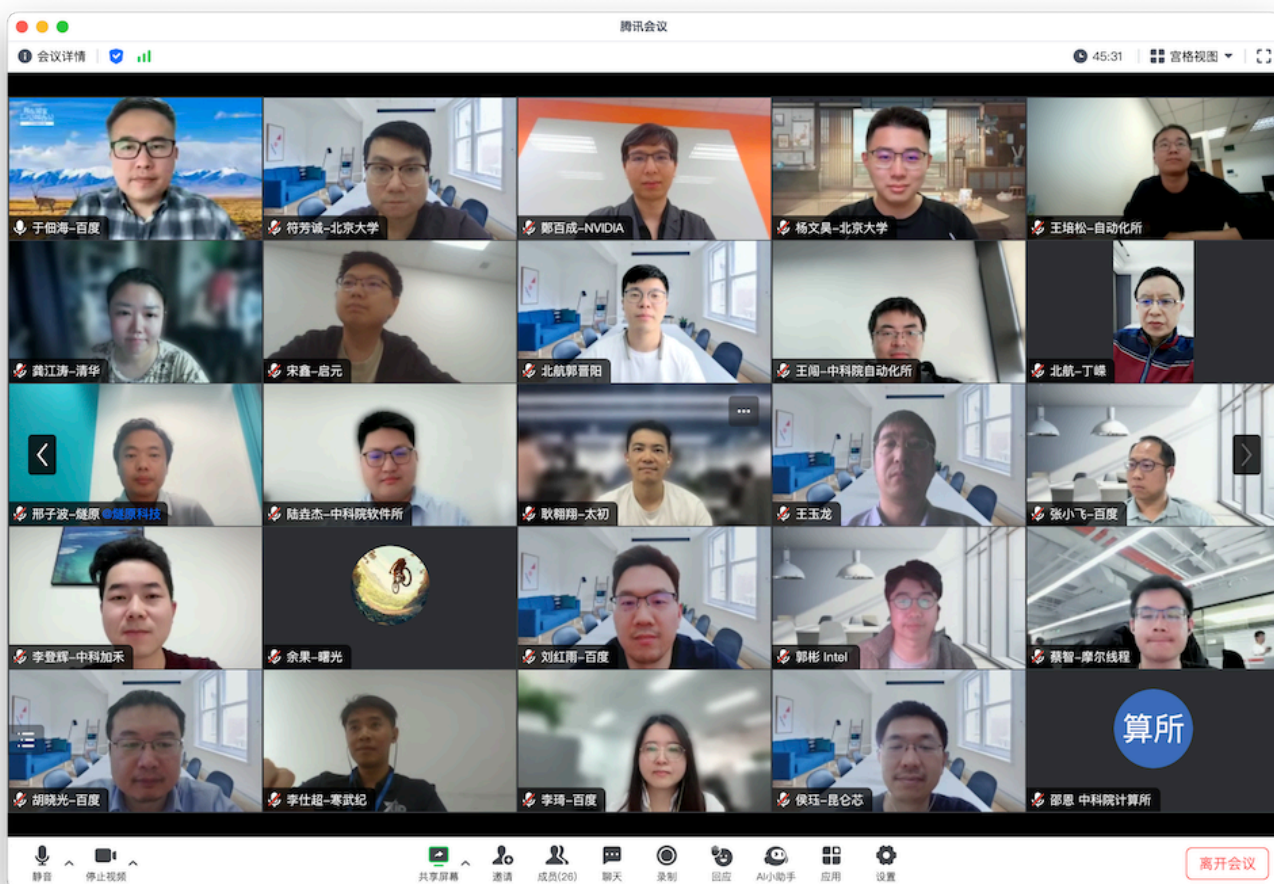 腾讯会议
会议详情
45:31
宫格视图
于佃海-百度
符芳诚-北京大学
鄭百成-NVIDIA
杨文昊-北京大学
王培松-自动化所
龚江涛-清华
宋鑫-启元
北航郭晋阳
王闯-中科院自动化所
北航-丁嵘
邢子波-燧原@燧原科技
陆垚杰-中科院软件所
耿翱翔-太初
王玉龙
张小飞-百度
李登辉-中科加禾
余果-曙光
刘红雨-百度
郭彬 Intel
蔡智-摩尔线程
胡晓光-百度
李仕超-寒武纪
李琦-百度
侯珏-昆仑芯
算所
邵恩 中科院计算所
静音
停止视频
共享屏幕
邀请
成员(26)
聊天
录制
回应
AI小助手
应用
设置
离开会议